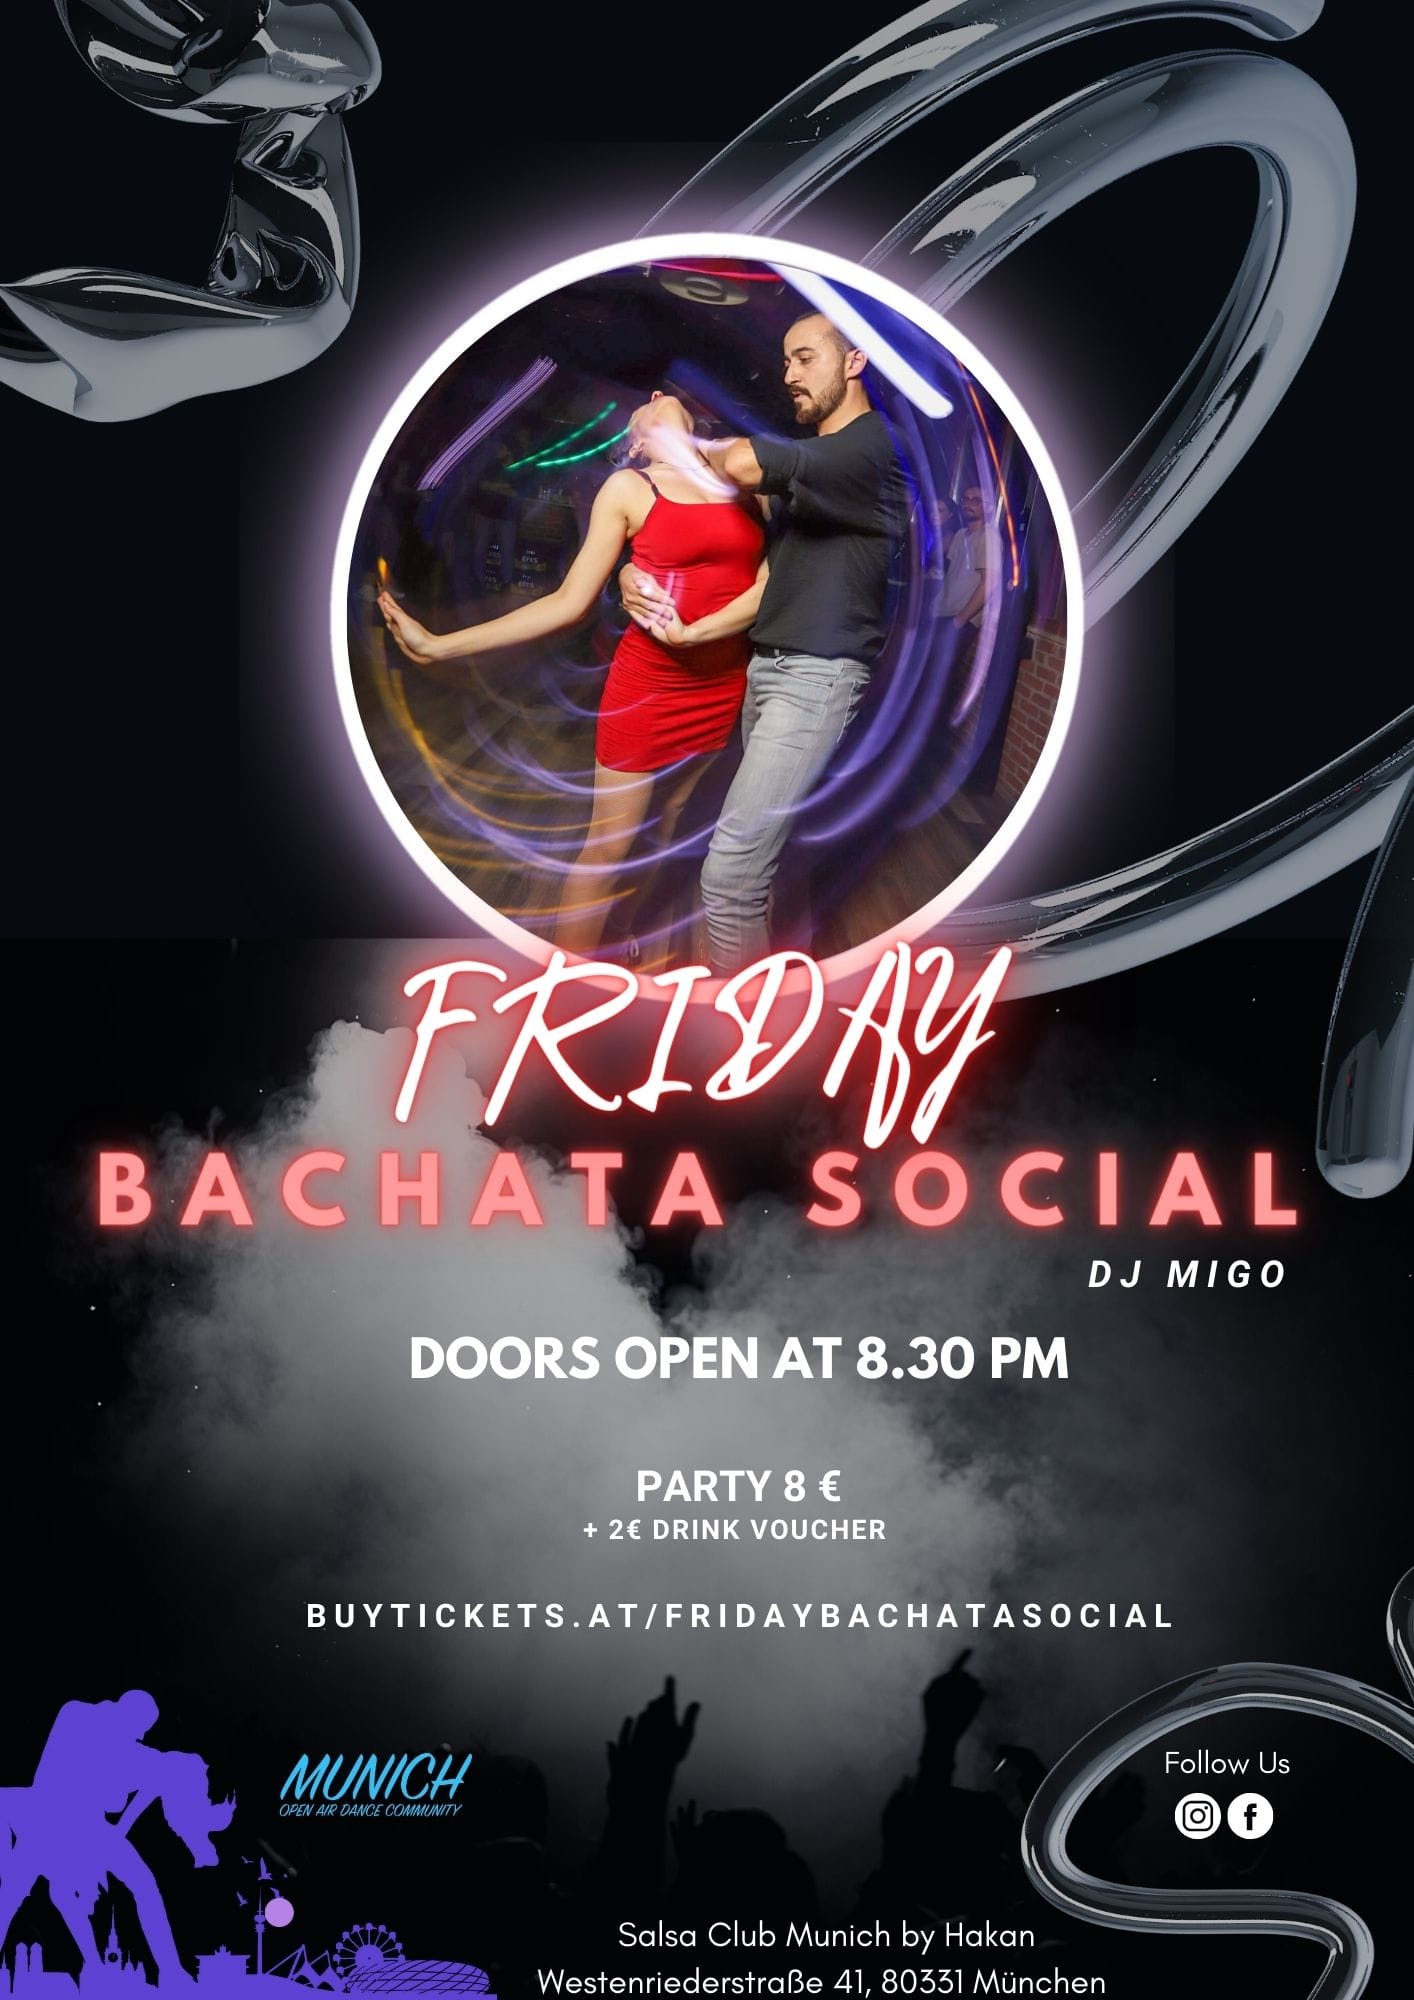 FRIDAY
BACHATA SOCIAL
DJ MIGO
DOORS OPEN AT 8.30 PM
PARTY 8 €
+ 2€ DRINK VOUCHER
BUYTICKETS.AT/FRIDAYBACHATASOCIAL
MUNICH
OPEN AIR DANCE COMMUNITY
Follow Us
Salsa Club Munich by Hakan
Westenriederstraße 41, 80331 München